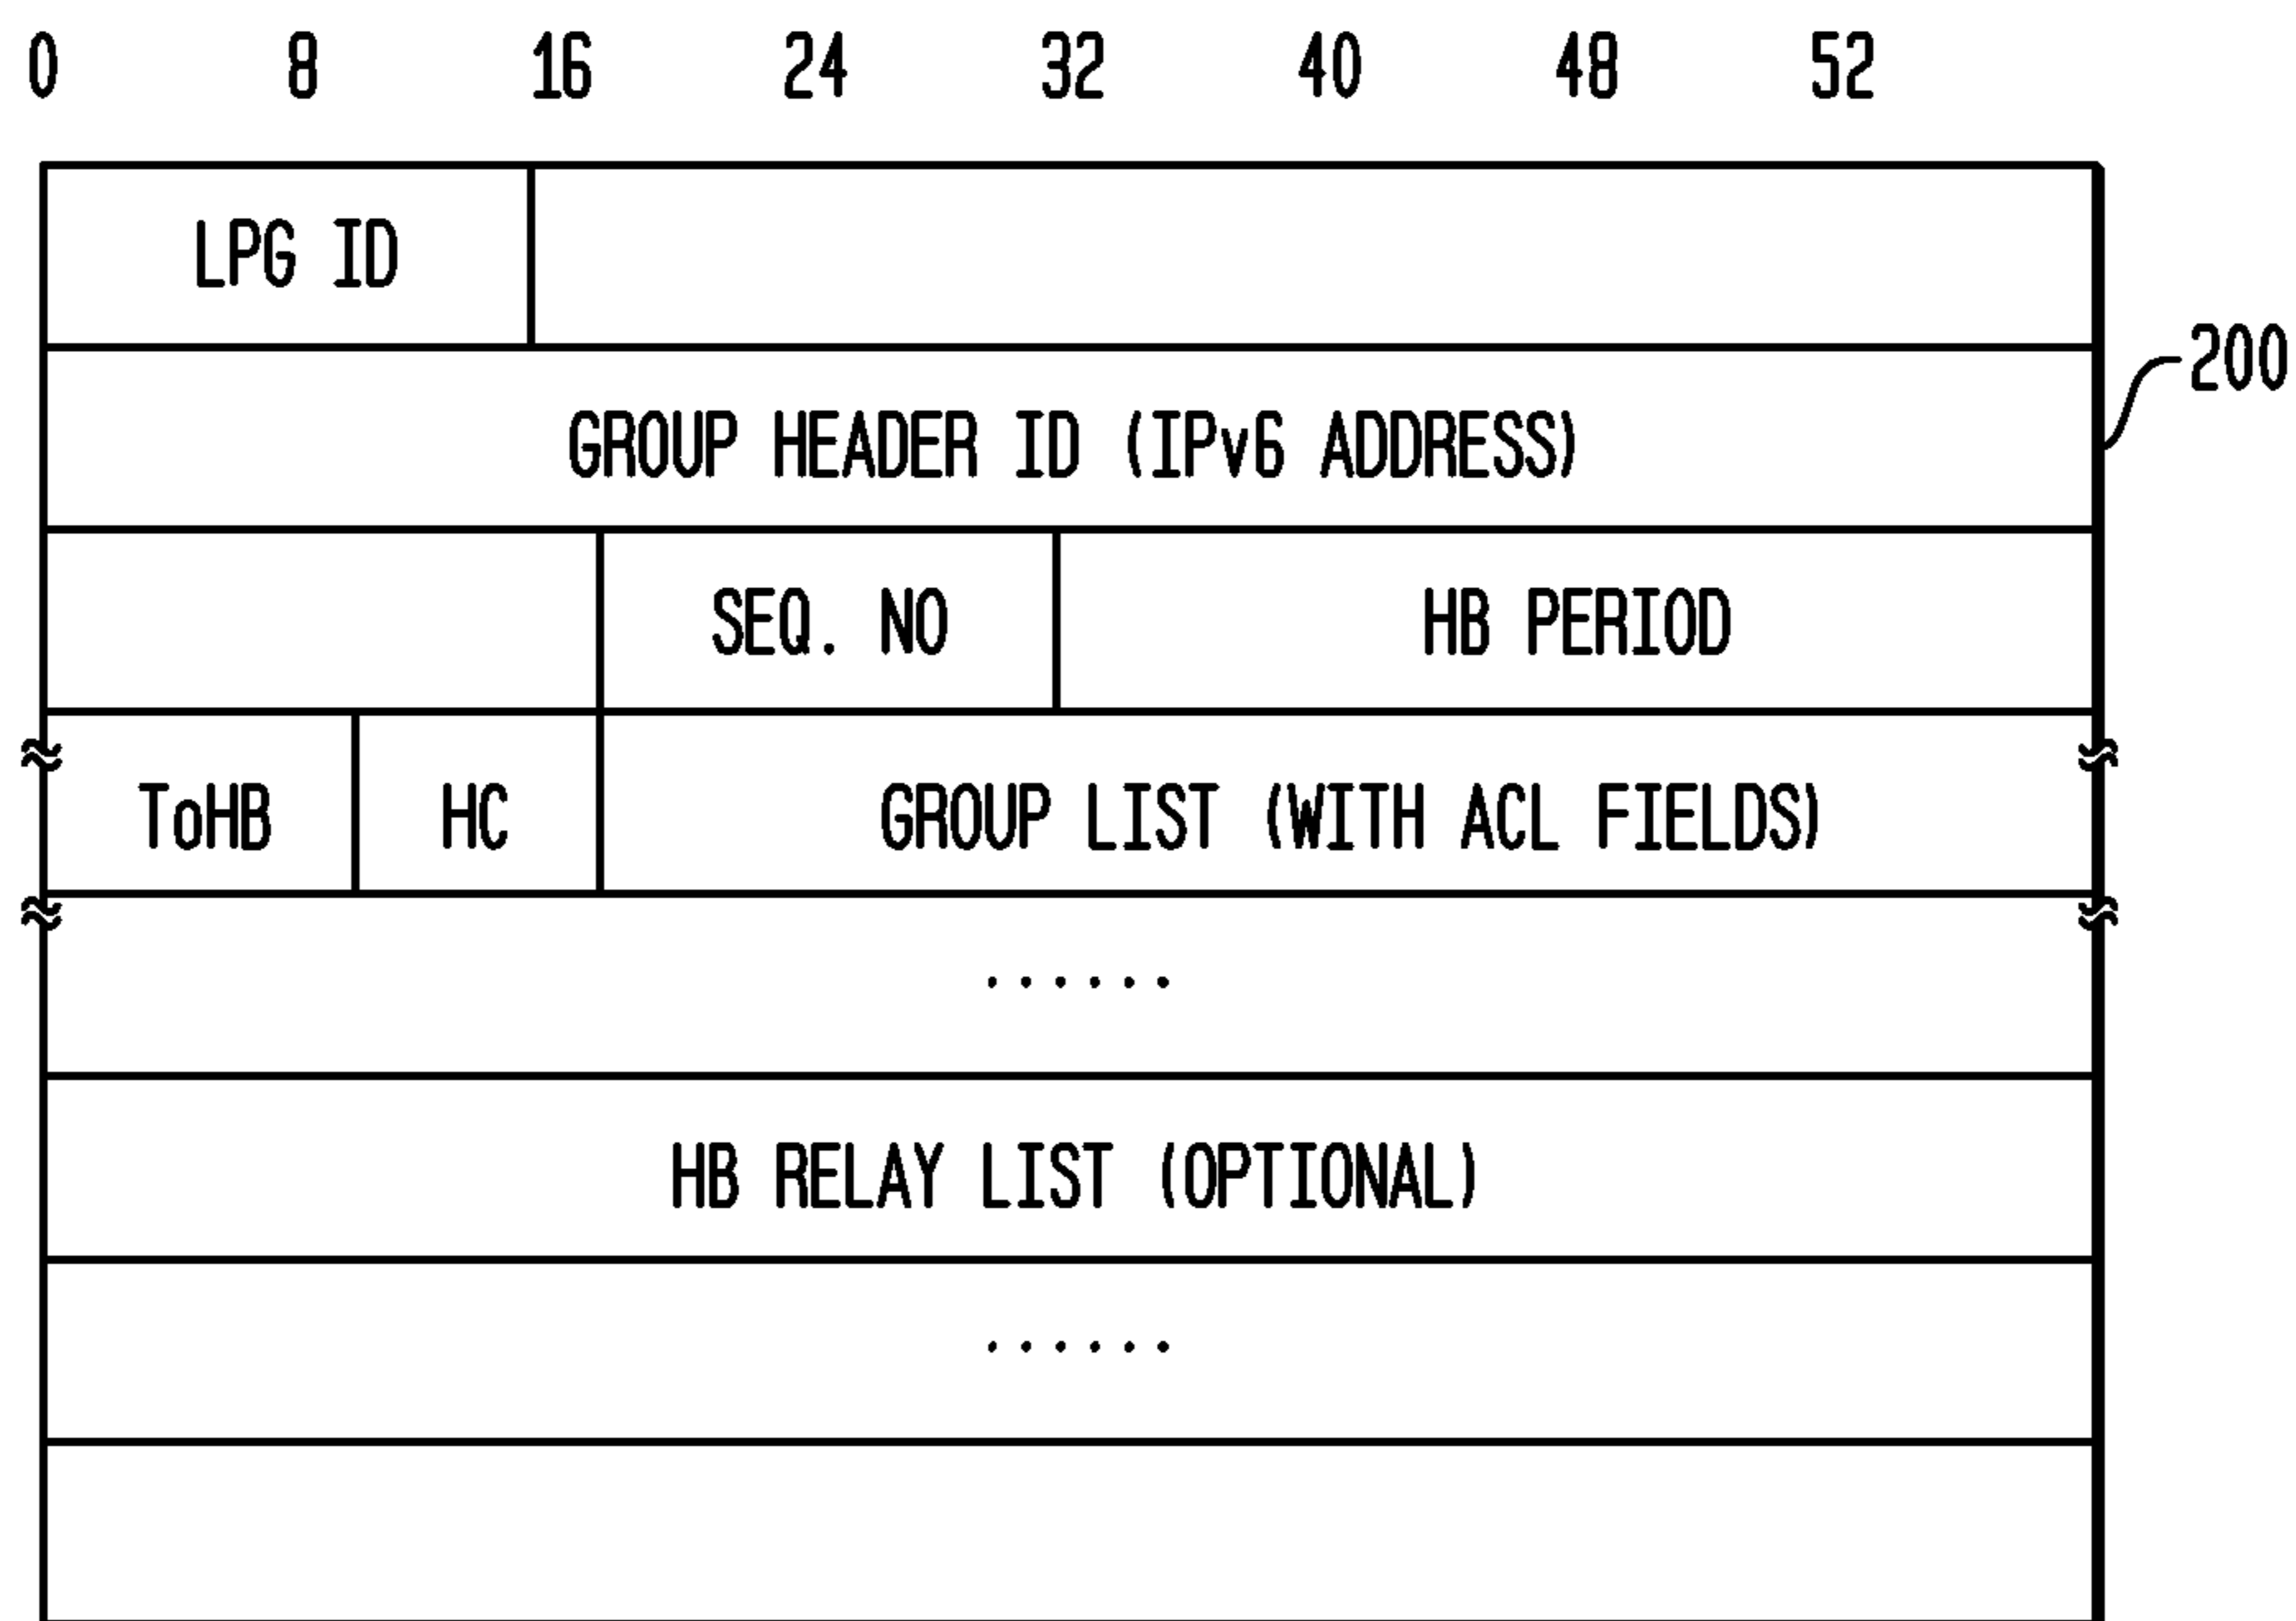 0 8 16 24 32 40 48 52
LPG ID
200
GROUP HEADER ID (IPv6 ADDRESS)
SEQ. NO HB PERIOD
ToHB HC GROUP LIST (WITH ACL FIELDS)
......
HB RELAY LIST (OPTIONAL)
......